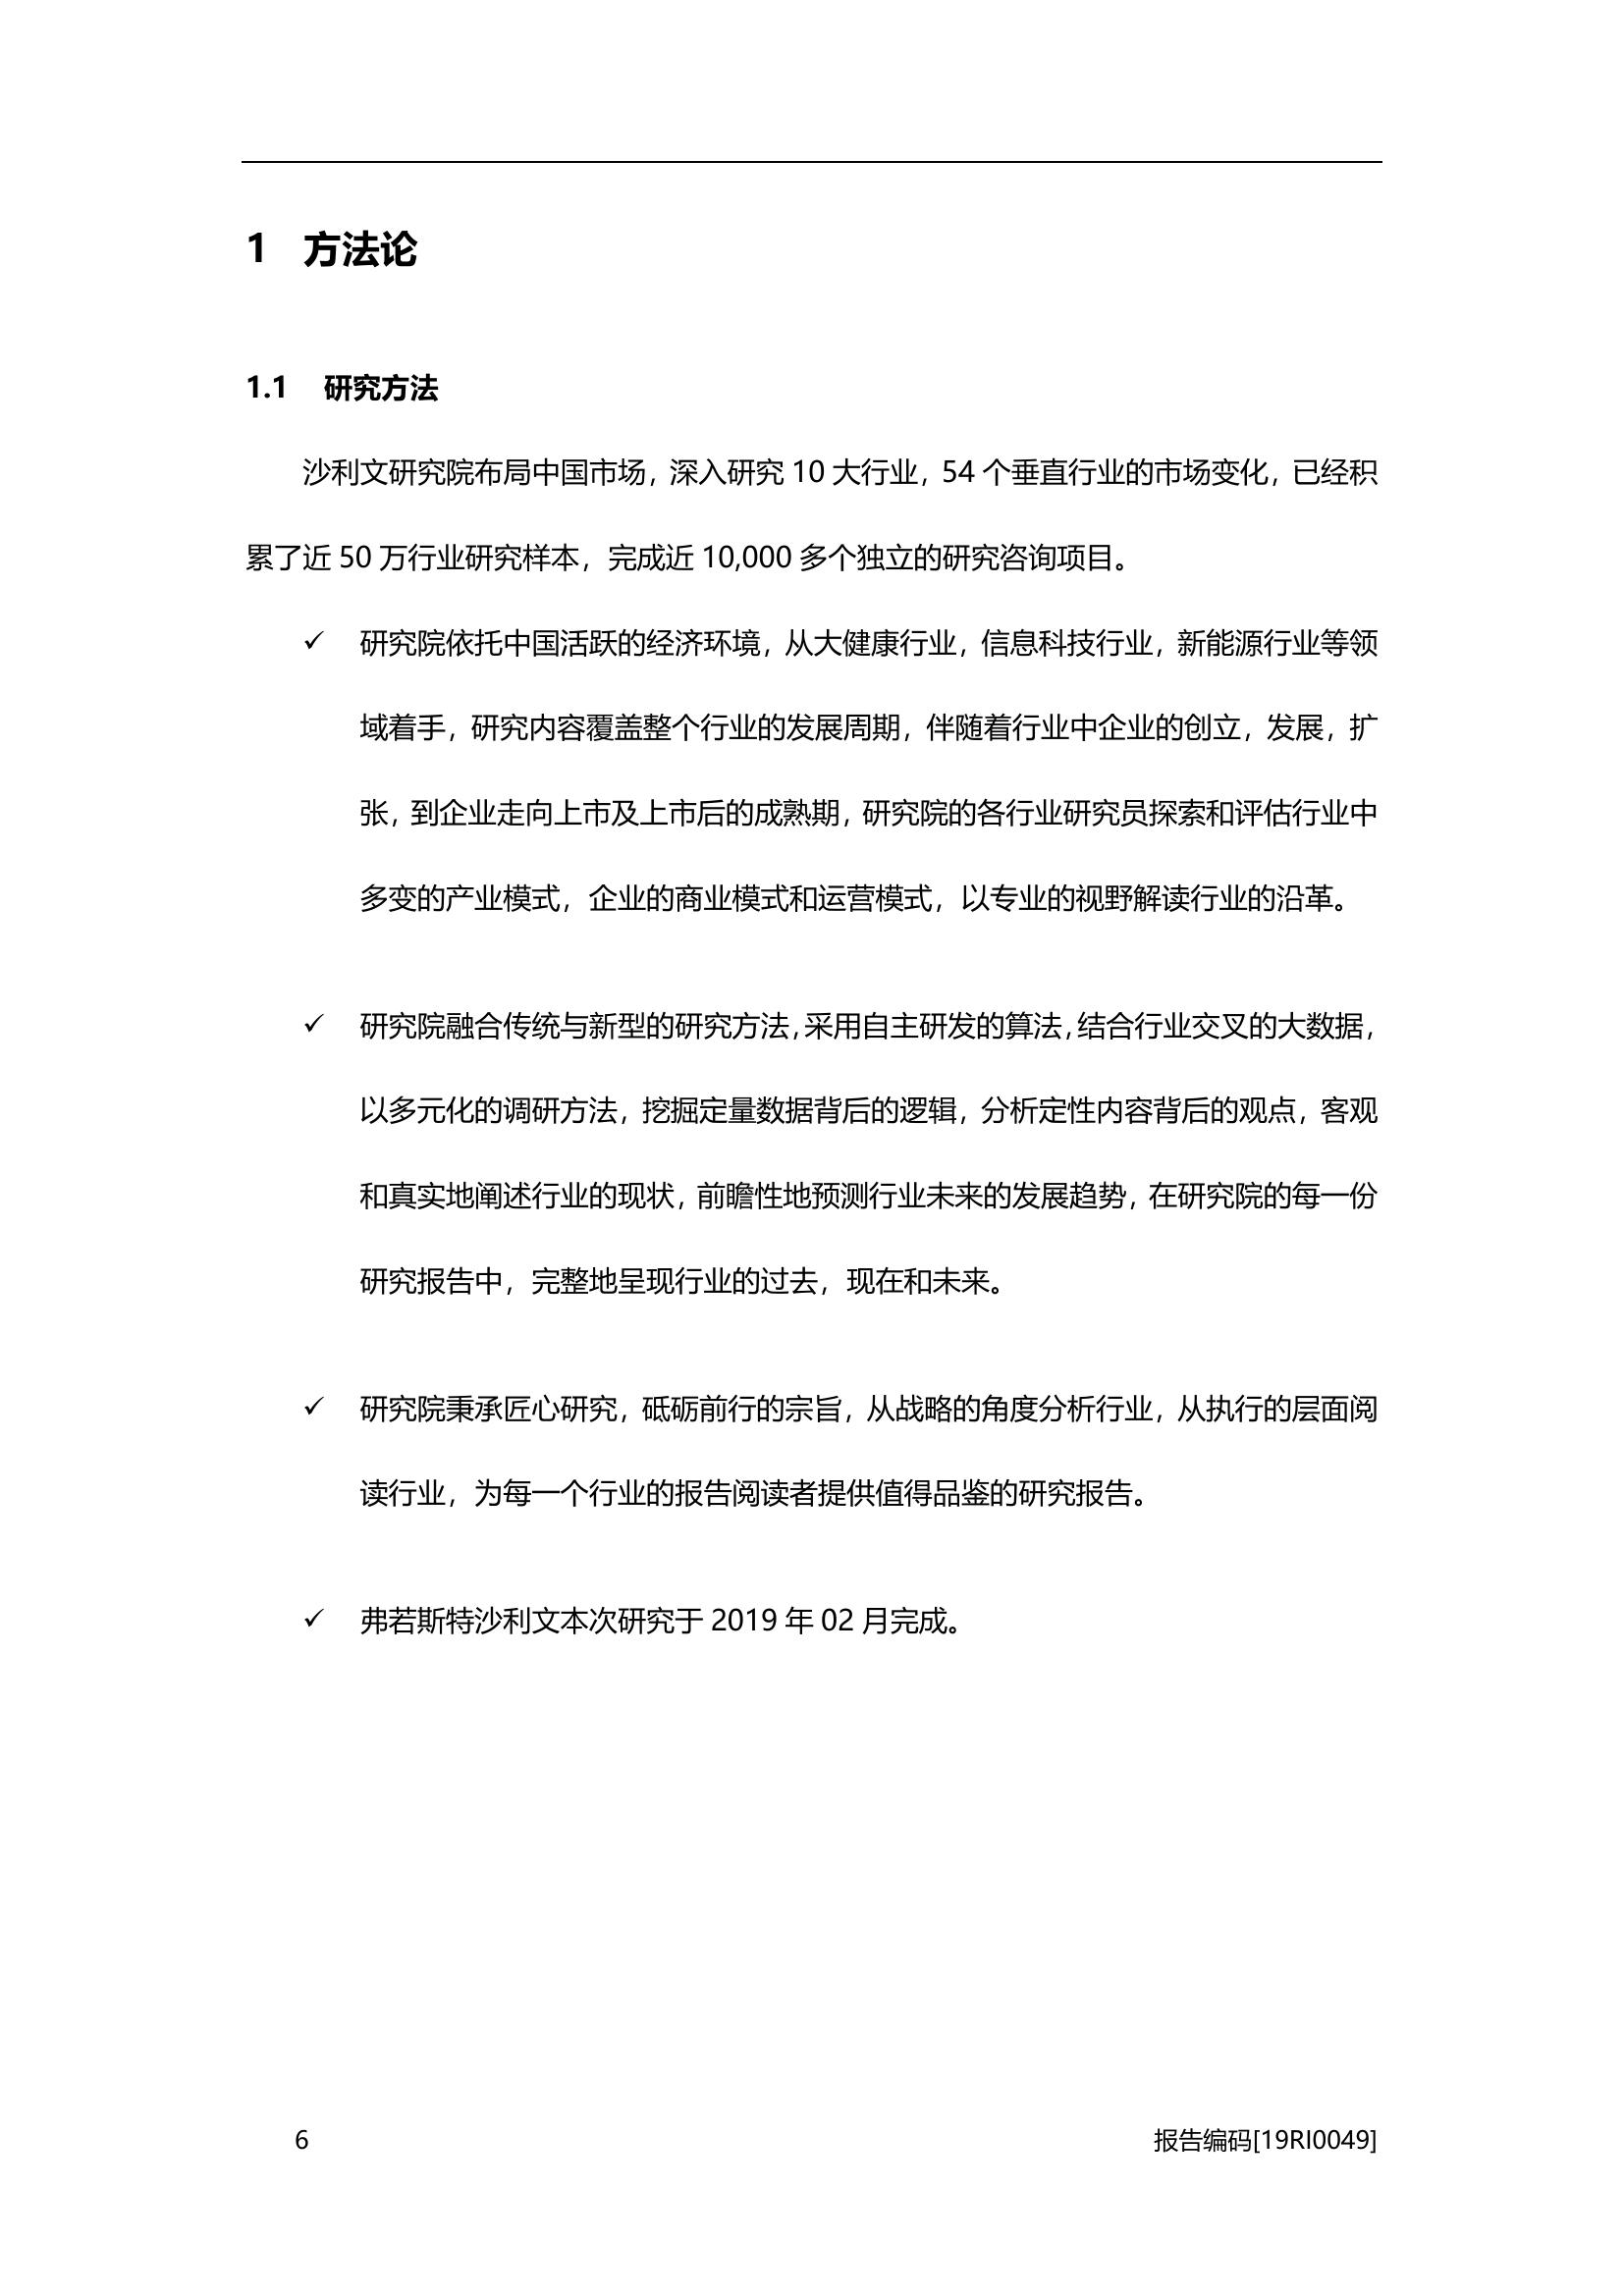 1 方法论
1.1 研究方法
沙利文研究院布局中国市场，深入研究 10 大行业，54 个垂直行业的市场变化，已经积
累了近 50 万行业研究样本，完成近 10,000 多个独立的研究咨询项目。
✓ 研究院依托中国活跃的经济环境，从大健康行业，信息科技行业，新能源行业等领
域着手，研究内容覆盖整个行业的发展周期，伴随着行业中企业的创立，发展，扩
张，到企业走向上市及上市后的成熟期，研究院的各行业研究员探索和评估行业中
多变的产业模式，企业的商业模式和运营模式，以专业的视野解读行业的沿革。
✓ 研究院融合传统与新型的研究方法，采用自主研发的算法，结合行业交叉的大数据，
以多元化的调研方法，挖掘定量数据背后的逻辑，分析定性内容背后的观点，客观
和真实地阐述行业的现状，前瞻性地预测行业未来的发展趋势，在研究院的每一份
研究报告中，完整地呈现行业的过去，现在和未来。
✓ 研究院秉承匠心研究，砥砺前行的宗旨，从战略的角度分析行业，从执行的层面阅
读行业，为每一个行业的报告阅读者提供值得品鉴的研究报告。
✓ 弗若斯特沙利文本次研究于 2019 年 02 月完成。
6 报告编码[19RI0049]